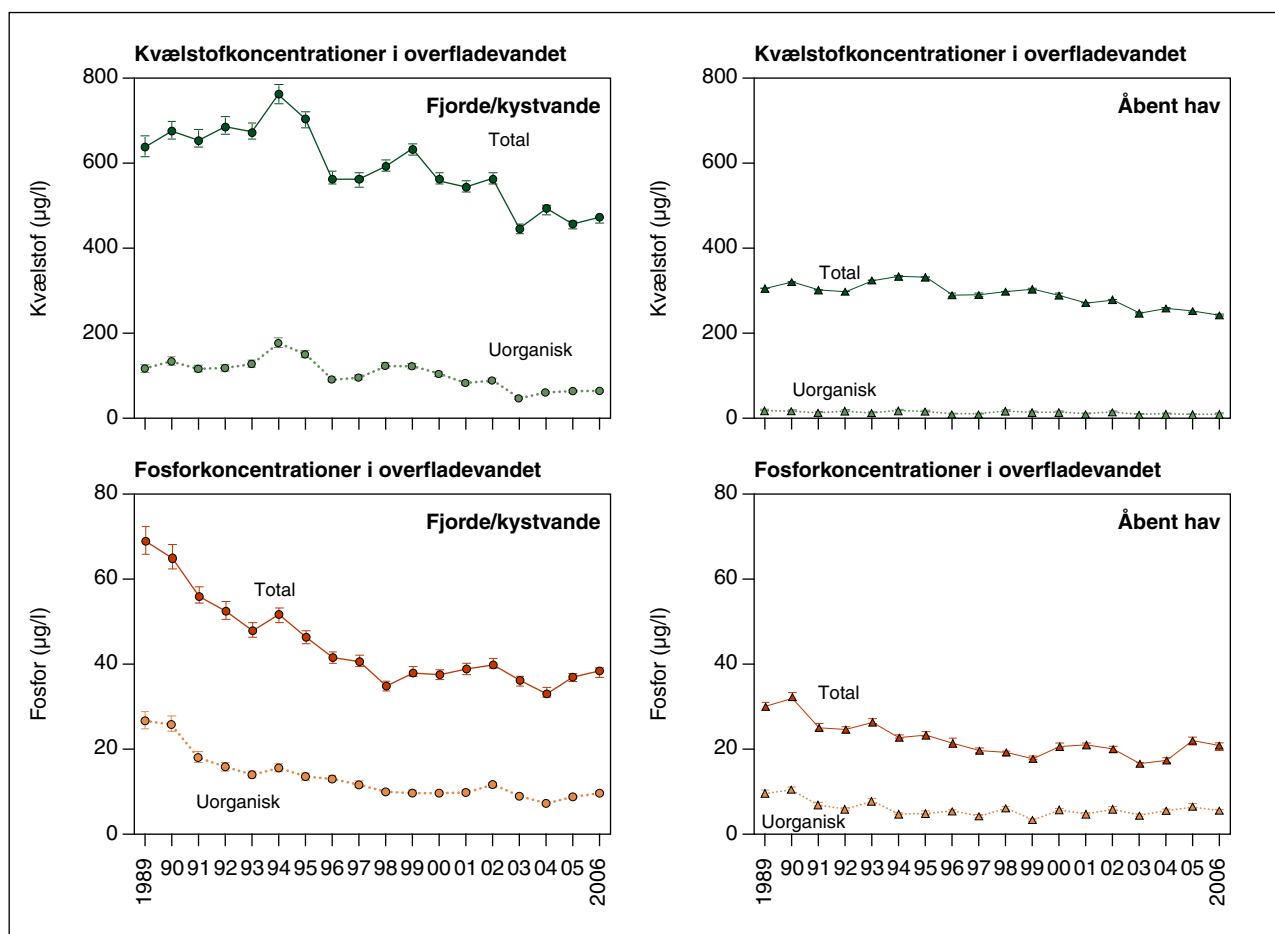 Kvælstofkoncentrationer i overfladevandet
Fjorde/kystvande
Total
Uorganisk
Kvælstof (µg/l)
800
600
400
200
0
Kvælstofkoncentrationer i overfladevandet
Åbent hav
Total
Uorganisk
Kvælstof (µg/l)
800
600
400
200
0
Fosforkoncentrationer i overfladevandet
Fjorde/kystvande
Total
Uorganisk
Fosfor (µg/l)
80
60
40
20
0
1989 90 91 92 93 94 95 96 97 98 99 00 01 02 03 04 05 2006
Fosforkoncentrationer i overfladevandet
Åbent hav
Total
Uorganisk
Fosfor (µg/l)
80
60
40
20
0
1989 90 91 92 93 94 95 96 97 98 99 00 01 02 03 04 05 2006